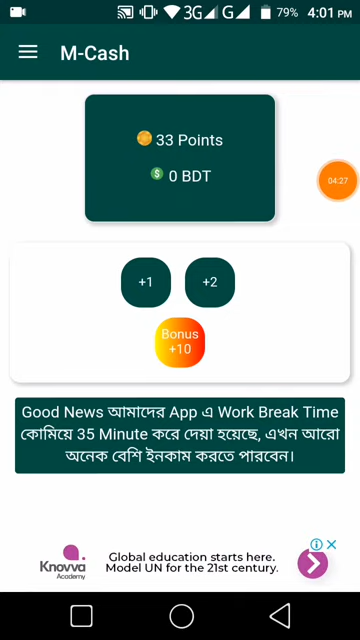 3G G 79% 4:01 PM
M-Cash
33 Points
0 BDT
04:27
+1 +2
Bonus
+10
Good News আমাদের App এ Work Break Time
কোমিয়ে 35 Minute করে দেয়া হয়েছে, এখন আরো
অনেক বেশি ইনকাম করতে পারবেন।
Knovva
Academy
Global education starts here.
Model UN for the 21st century.